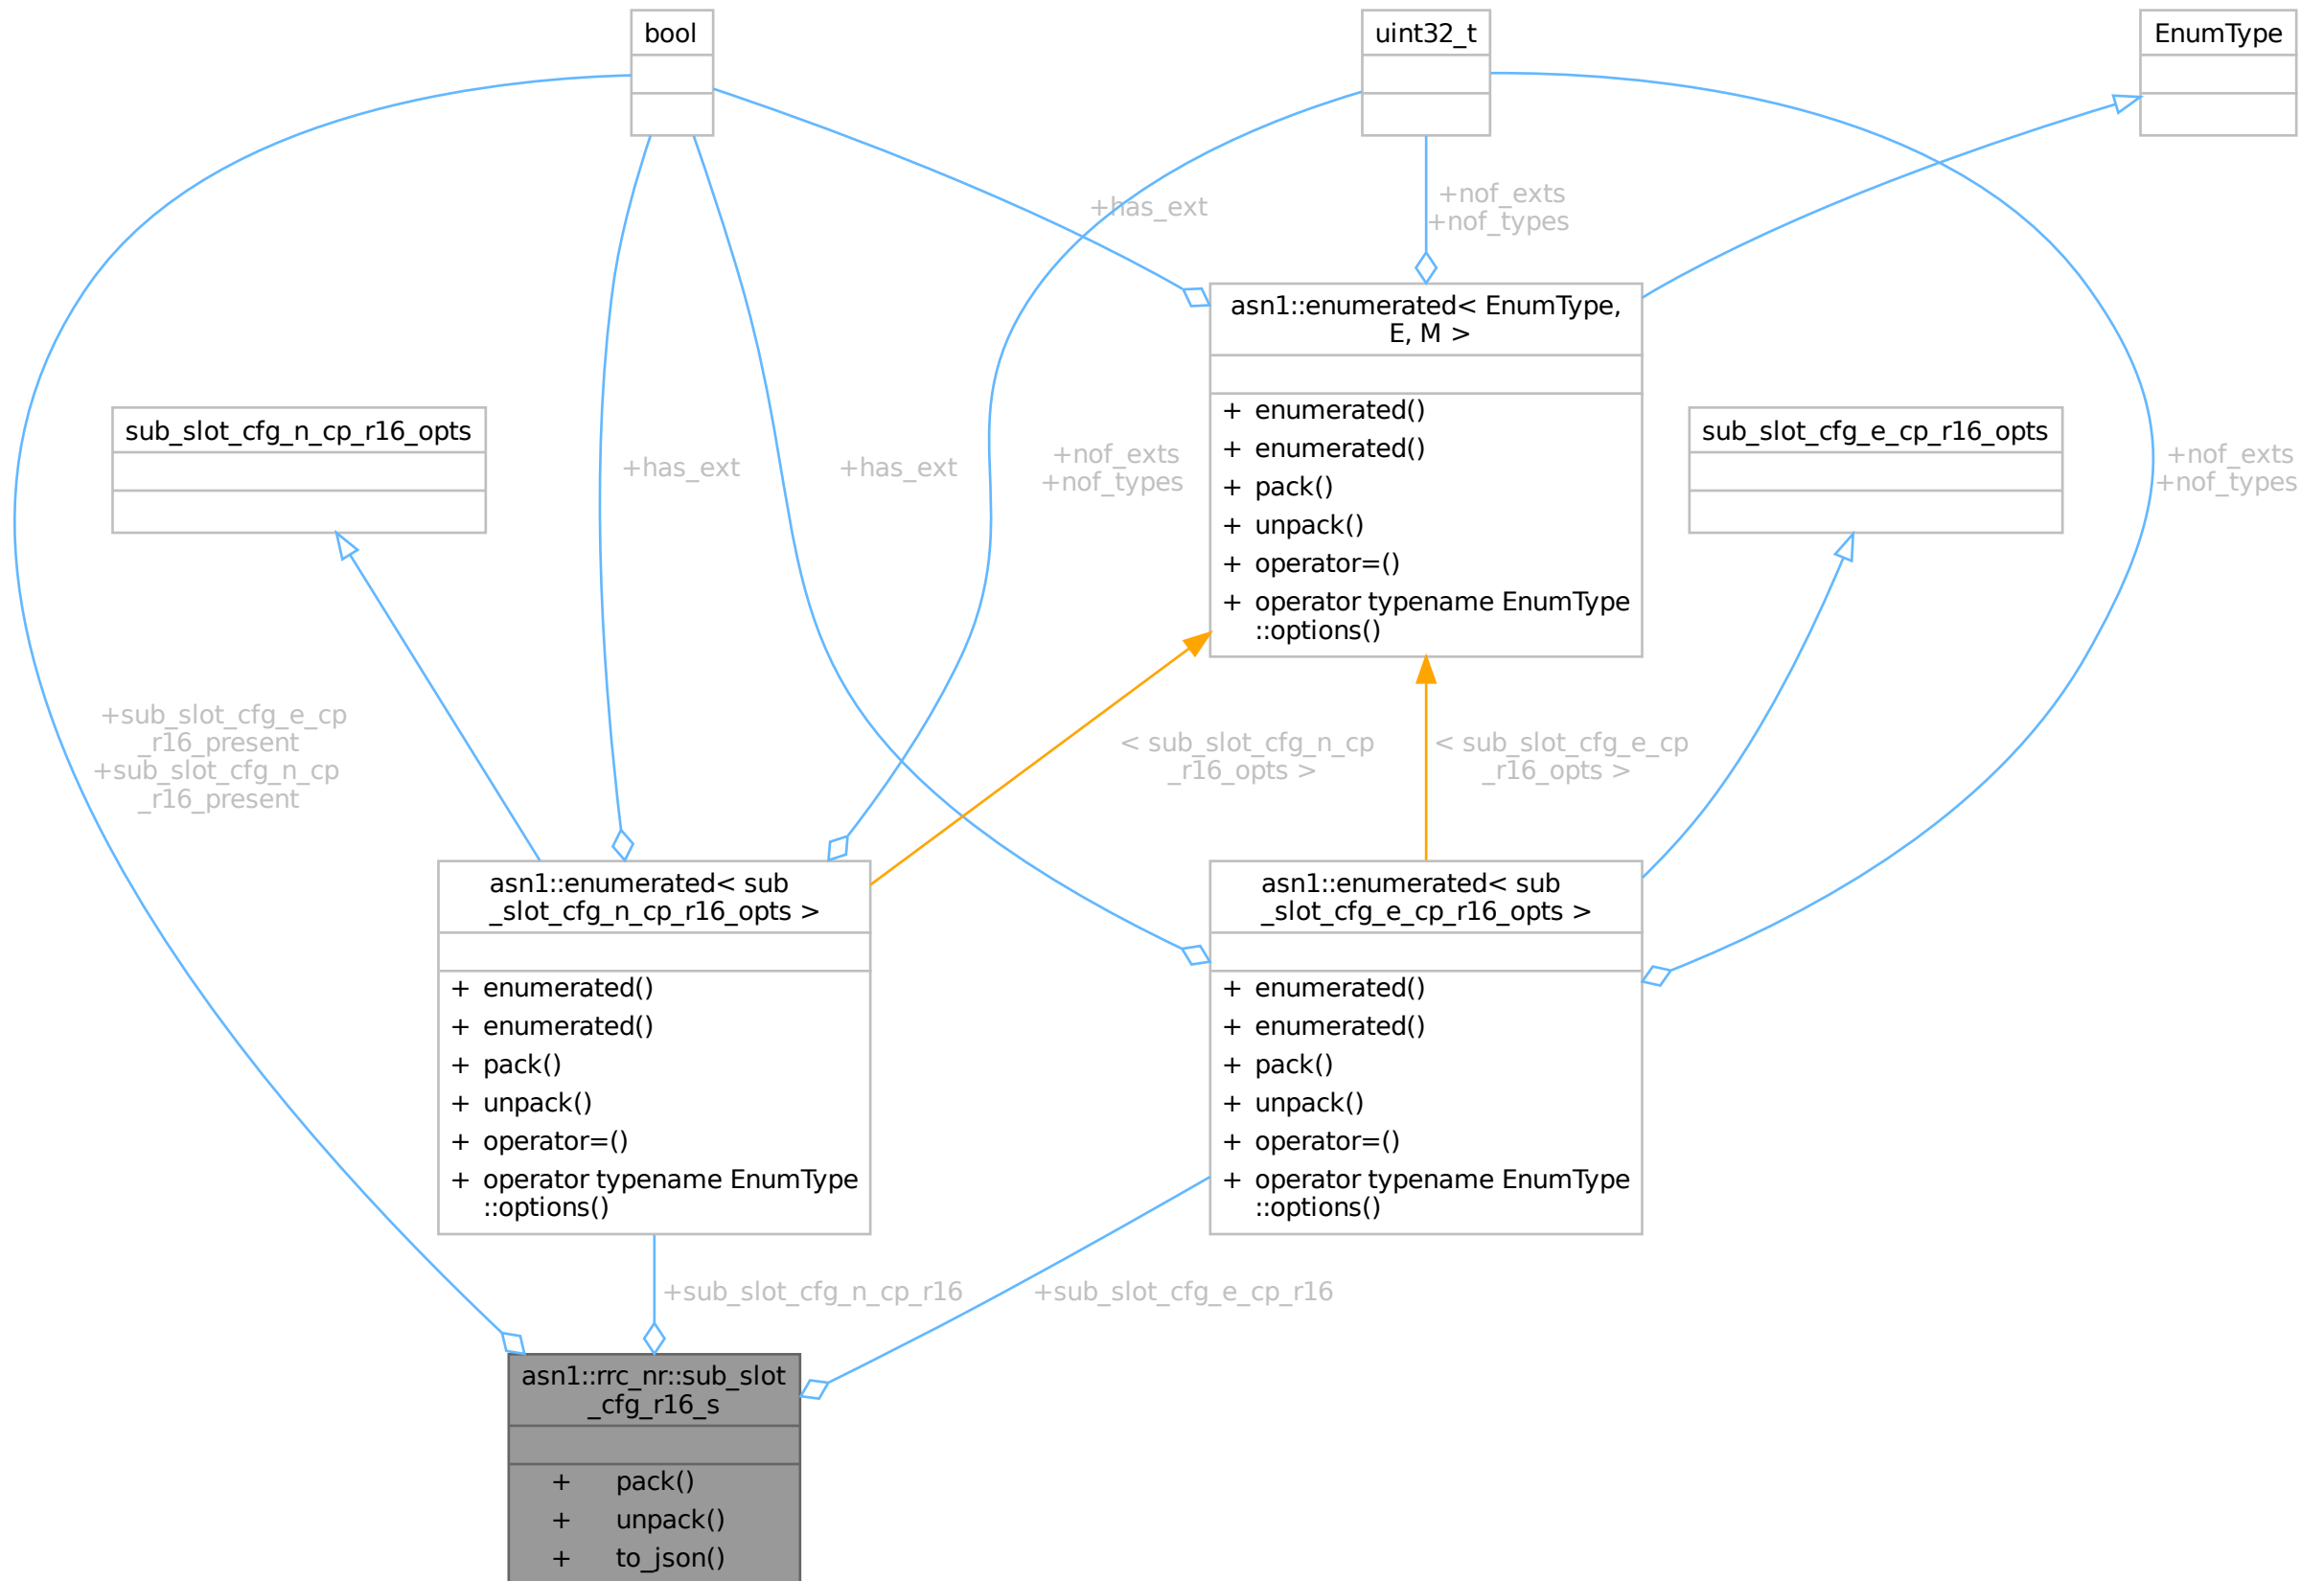 bool
uint32_t
EnumType
+has_ext
+nof_exts
+nof_types
asn1::enumerated< EnumType,
E, M >
+ enumerated()
+ enumerated()
+ pack()
+ unpack()
+ operator=()
+ operator typename EnumType
::options()
sub_slot_cfg_n_cp_r16_opts
+has_ext
+has_ext
+nof_exts
+nof_types
sub_slot_cfg_e_cp_r16_opts
+nof_exts
+nof_types
+sub_slot_cfg_e_cp
_r16_present
+sub_slot_cfg_n_cp
_r16_present
< sub_slot_cfg_n_cp
_r16_opts >
< sub_slot_cfg_e_cp
_r16_opts >
asn1::enumerated< sub
_slot_cfg_n_cp_r16_opts >
+ enumerated()
+ enumerated()
+ pack()
+ unpack()
+ operator=()
+ operator typename EnumType
::options()
asn1::enumerated< sub
_slot_cfg_e_cp_r16_opts >
+ enumerated()
+ enumerated()
+ pack()
+ unpack()
+ operator=()
+ operator typename EnumType
::options()
+sub_slot_cfg_n_cp_r16
+sub_slot_cfg_e_cp_r16
asn1::rrc_nr::sub_slot
_cfg_r16_s
+ pack()
+ unpack()
+ to_json()